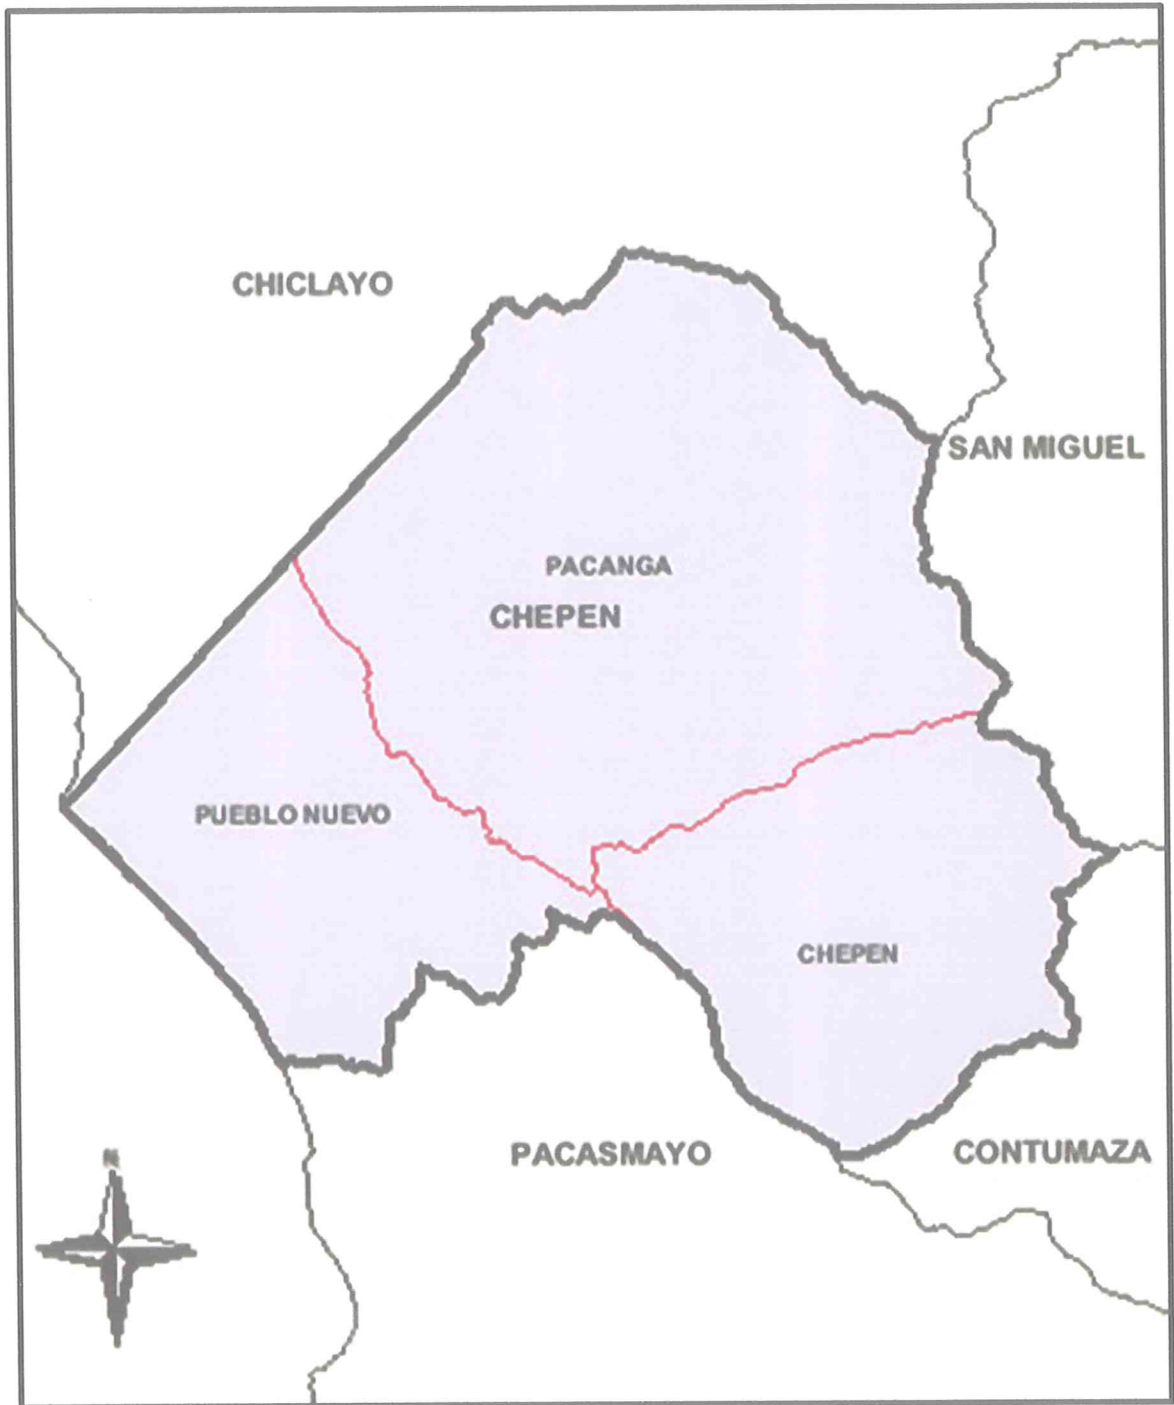 CHICLAYO
SAN MIGUEL
PACANGA
CHEPEN
PUEBLO NUEVO
CHEPEN
PACASMAYO
CONTUMAZA
N